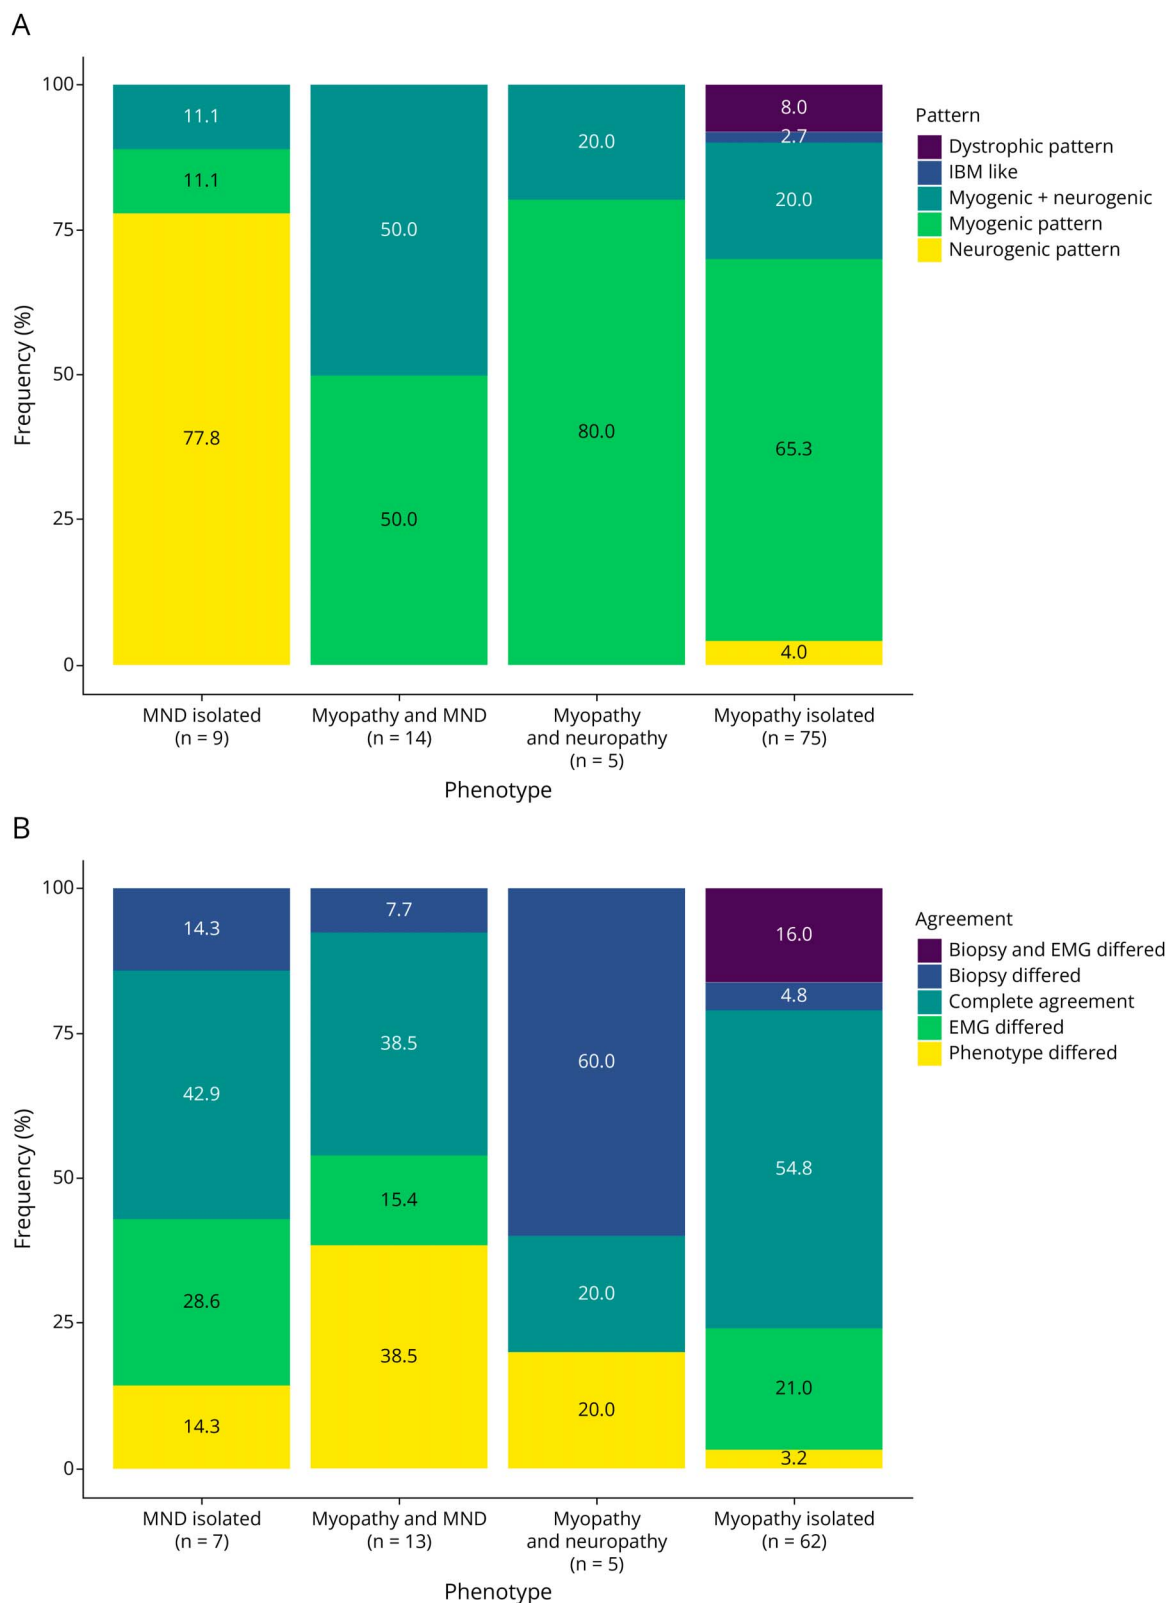 A
100
75
50
25
0
Frequency (%)
11.1
11.1
77.8
50.0
50.0
20.0
80.0
8.0
2.7
20.0
65.3
4.0
MND isolated
(n = 9)
Myopathy and MND
(n = 14)
Myopathy
and neuropathy
(n = 5)
Myopathy isolated
(n = 75)
Phenotype
Pattern
Dystrophic pattern
IBM like
Myogenic + neurogenic
Myogenic pattern
Neurogenic pattern
B
100
75
50
25
0
Frequency (%)
14.3
42.9
28.6
14.3
7.7
38.5
15.4
38.5
60.0
20.0
20.0
16.0
4.8
54.8
21.0
3.2
MND isolated
(n = 7)
Myopathy and MND
(n = 13)
Myopathy
and neuropathy
(n = 5)
Myopathy isolated
(n = 62)
Phenotype
Agreement
Biopsy and EMG differed
Biopsy differed
Complete agreement
EMG differed
Phenotype differed